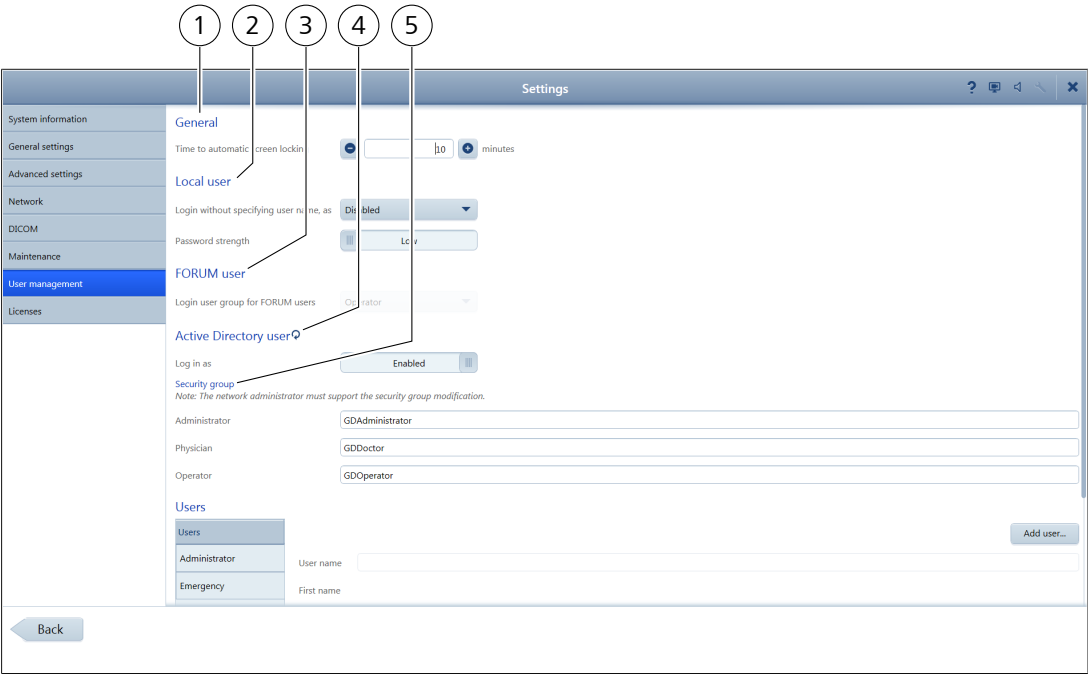 1 2 3 4 5
Settings
?
System information
General settings
Advanced settings
Network
DICOM
Maintenance
User management
Licenses
General
Time to automatic screen lockin 10 minutes
Local user
Login without specifying user name, as Disabled
Password strength Low
FORUM user
Login user group for FORUM users Operator
Active Directory user
Log in as Enabled
Security group
Note: The network administrator must support the security group modification.
Administrator GDAdministrator
Physician GDDoctor
Operator GDOperator
Users
Users
Add user...
Administrator
User name
Emergency
First name
Back